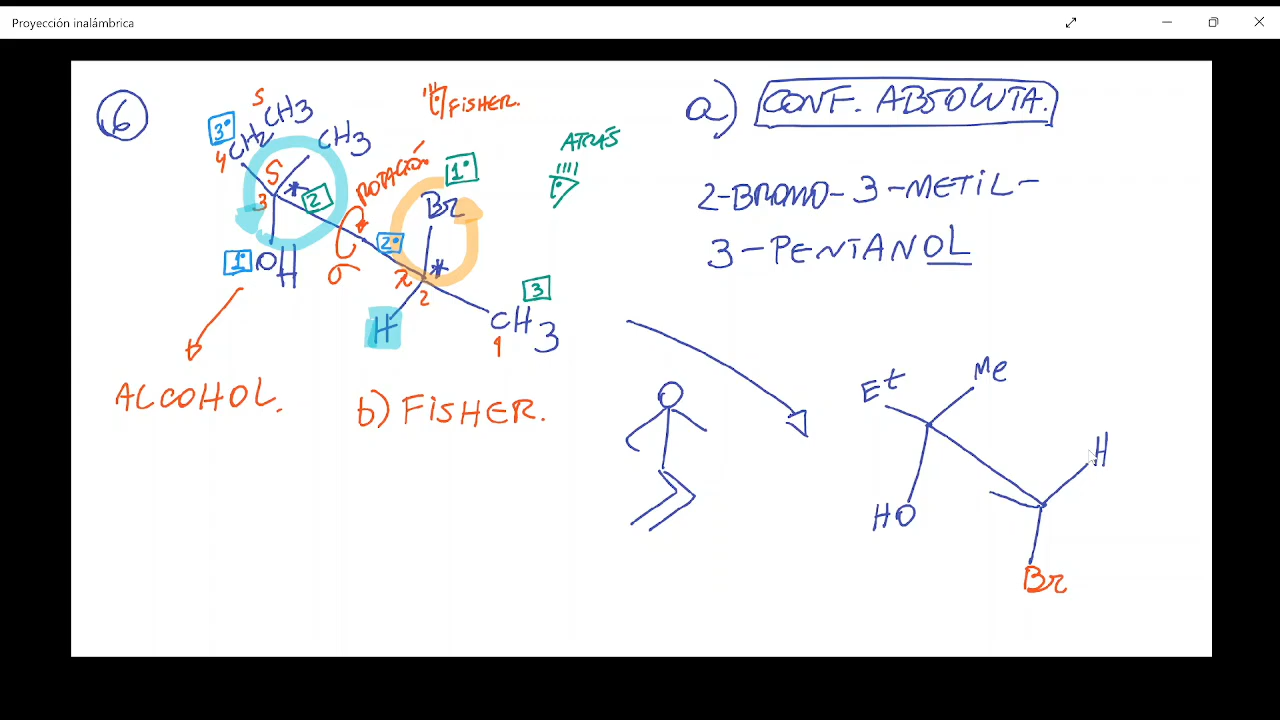 Proyección inalámbrica
6
S
CH3
3°
CH2
CH3
4
S
*
3
2
1°
OH
ROTACIÓN
σ
FISHER.
1°
Br
2°
*
R
2
H
3
CH3
1
ATRÁS
ALCOHOL.
b) FISHER.
a) CONF. ABSOLUTA.
2-BROMO-3-METIL-
3-PENTANOL
Et
Me
HO
H
Br